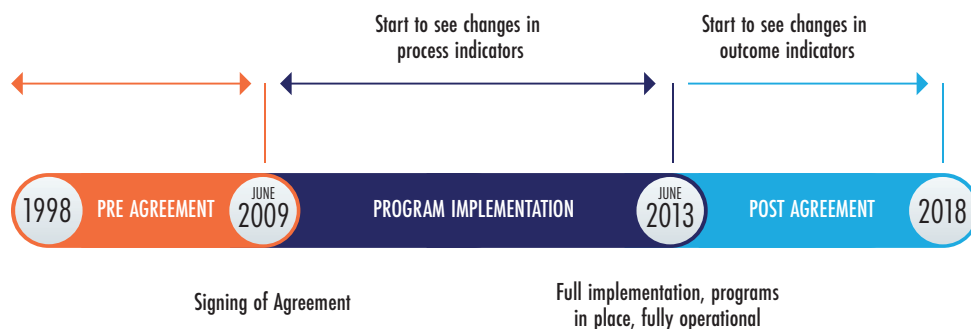 Start to see changes in
process indicators
Start to see changes in
outcome indicators
1998
PRE AGREEMENT
JUNE
2009
PROGRAM IMPLEMENTATION
JUNE
2013
POST AGREEMENT
2018
Signing of Agreement
Full implementation, programs
in place, fully operational